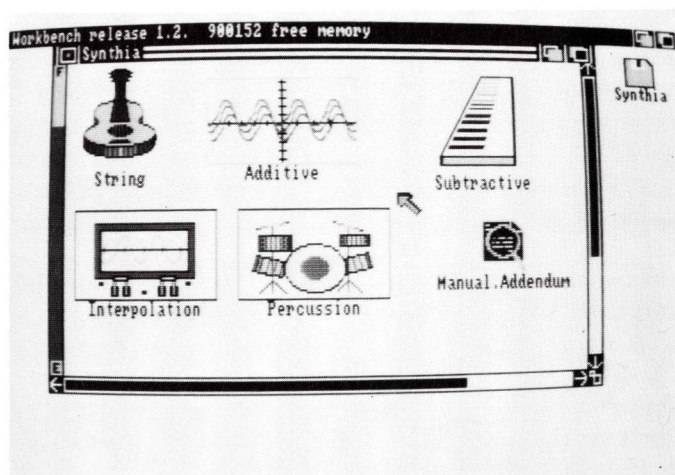 Workbench release 1.2. 900152 free memory
Synthia
F
Synthia
String
Additive
Subtractive
Interpolation
Percussion
Manual.Addendum
E